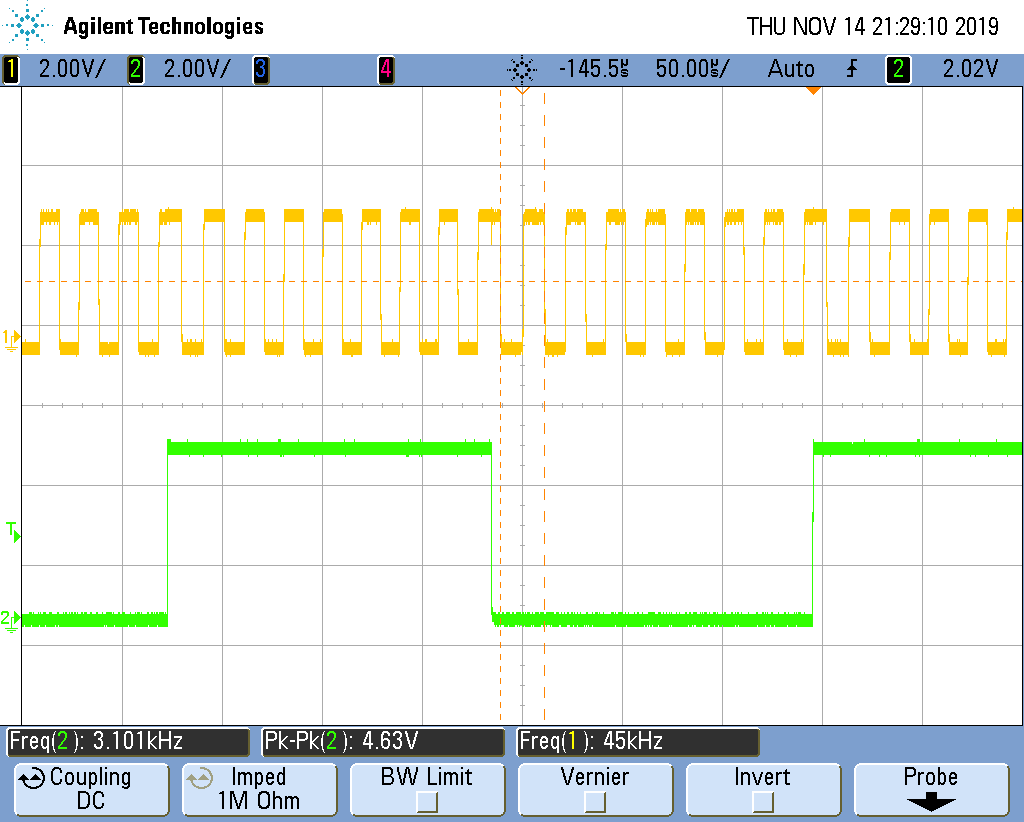 Agilent Technologies THU NOV 14 21:29:10 2019
1 2.00V/ 2 2.00V/ 3 4 -145.5µs 50.00µs/ Auto 2 2.02V
1
T
2
Freq(2): 3.101kHz Pk-Pk(2): 4.63V Freq(1): 45kHz
Coupling Imped BW Limit Vernier Invert Probe
DC 1M Ohm